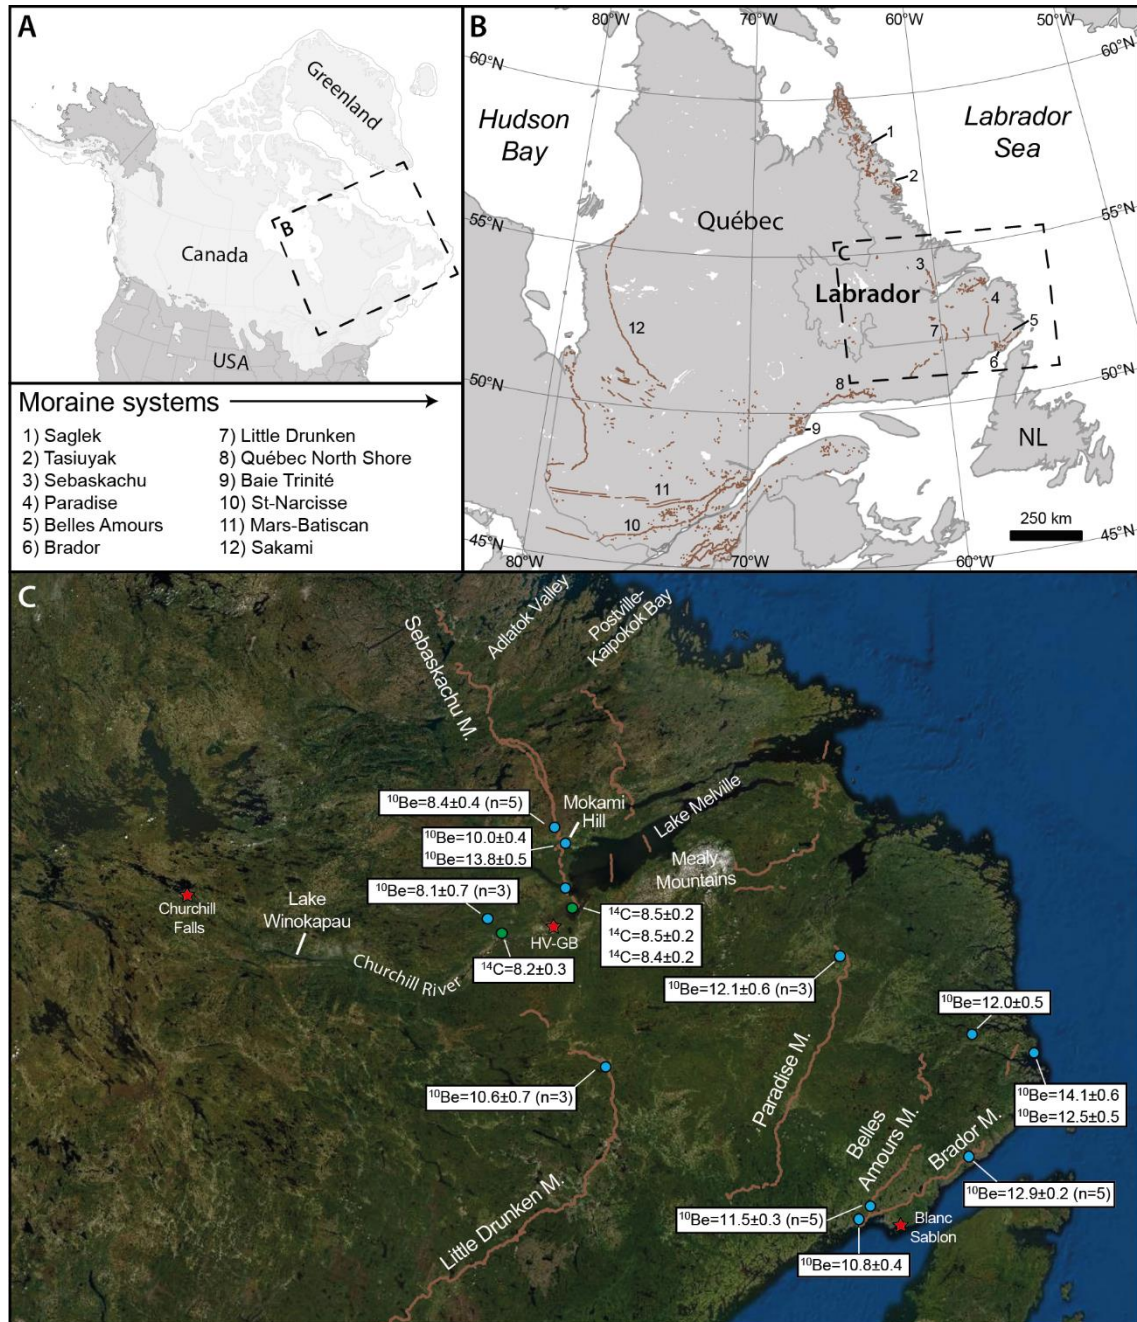 A
Greenland
Canada
B
USA
Moraine systems
1) Saglek
2) Tasiuyak
3) Sebaskachu
4) Paradise
5) Belles Amours
6) Brador
7) Little Drunken
8) Québec North Shore
9) Baie Trinité
10) St-Narcisse
11) Mars-Batiscan
12) Sakami
B
80°W
70°W
60°W
50°W
60°N
60°N
Hudson
Bay
Labrador
Sea
1
2
55°N
55°N
Québec
C
3
Labrador
4
12
7
5
6
50°N
50°N
8
9
NL
11
10
250 km
45°N
45°N
80°W
70°W
60°W
C
Adlatok Valley
Postville-
Kaipokok Bay
Sebaskachu M.
¹⁰Be=8.4±0.4 (n=5)
Mokami
Hill
¹⁰Be=10.0±0.4
¹⁰Be=13.8±0.5
Lake Melville
Mealy
Mountains
¹⁰Be=8.1±0.7 (n=3)
Churchill
Falls
Lake
Winokapau
HV-GB
¹⁴C=8.5±0.2
¹⁴C=8.5±0.2
¹⁴C=8.4±0.2
¹⁴C=8.2±0.3
Churchill River
¹⁰Be=12.1±0.6 (n=3)
¹⁰Be=12.0±0.5
Paradise M.
¹⁰Be=10.6±0.7 (n=3)
¹⁰Be=14.1±0.6
¹⁰Be=12.5±0.5
Belles
Amours M.
Brador M.
¹⁰Be=12.9±0.2 (n=5)
Little Drunken M.
¹⁰Be=11.5±0.3 (n=5)
Blanc
Sablon
¹⁰Be=10.8±0.4